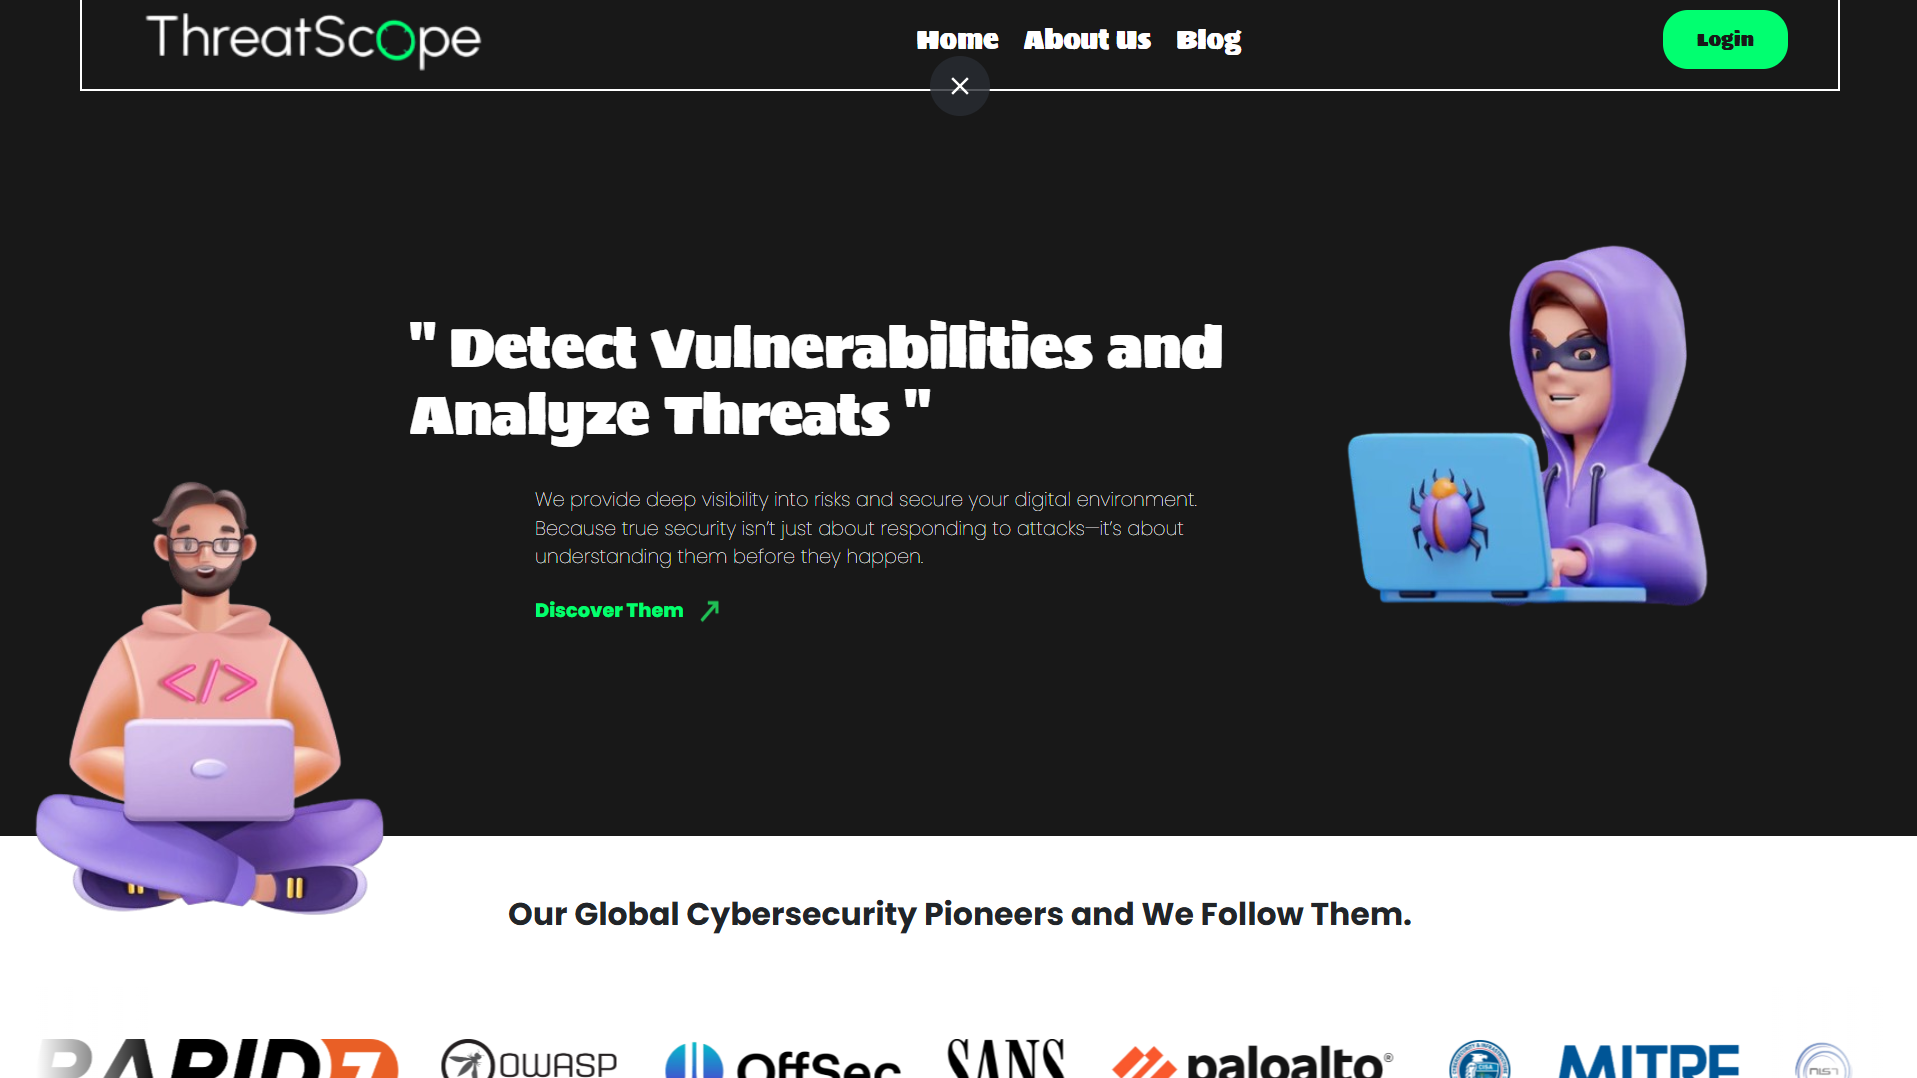 ThreatScope
Home About Us Blog
Login
" Detect Vulnerabilities and
Analyze Threats "
We provide deep visibility into risks and secure your digital environment.
Because true security isn't just about responding to attacks—it's about
understanding them before they happen.
Discover Them
</>
Our Global Cybersecurity Pioneers and We Follow Them.
RAPID7 OWASP OffSec SANS paloalto® CISA MITRE NIST